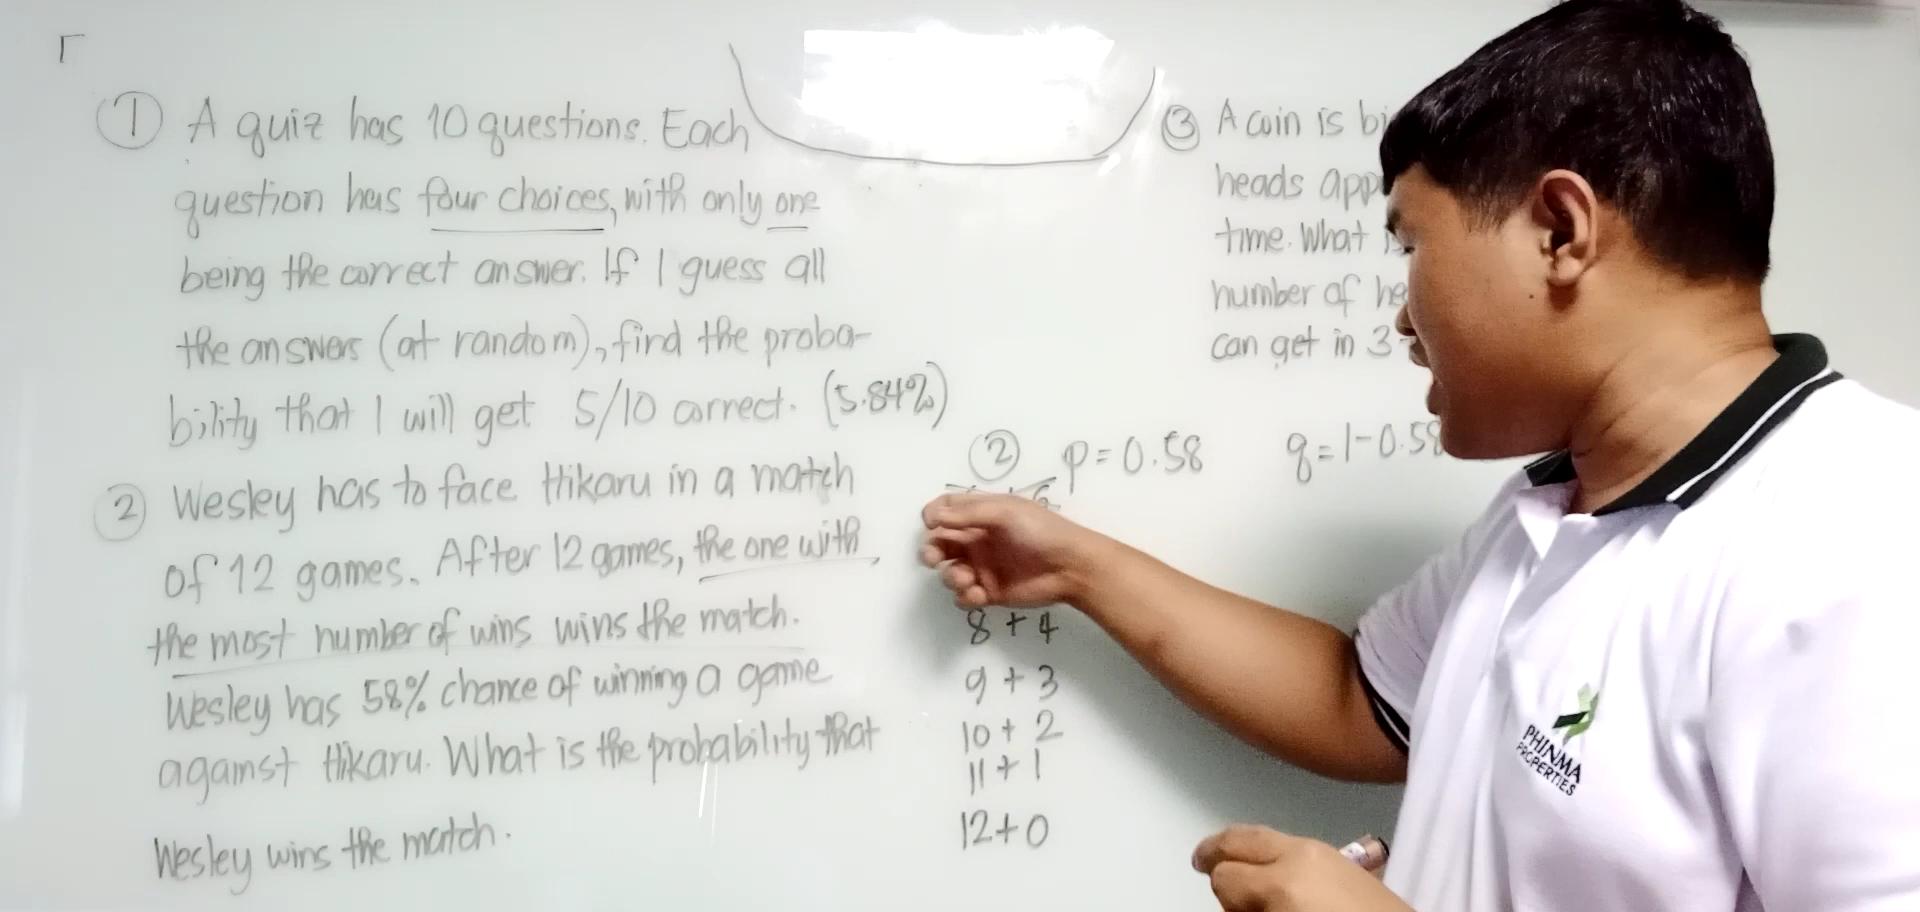 ① A quiz has 10 questions. Each
question has four choices, with only one
being the correct answer. If I guess all
the answers (at random), find the proba-
bility that I will get 5/10 correct. (5.84%)
② Wesley has to face Hikaru in a match
of 12 games. After 12 games, the one with
the most number of wins wins the match.
Wesley has 58% chance of winning a game
against Hikaru. What is the probability that
Wesley wins the match.
③ A coin is
heads
time. What
number of
can get in 3
② p = 0.58 q = 1 - 0.58
8 + 4
9 + 3
10 + 2
11 + 1
12 + 0
PHINMA
PROPERTIES